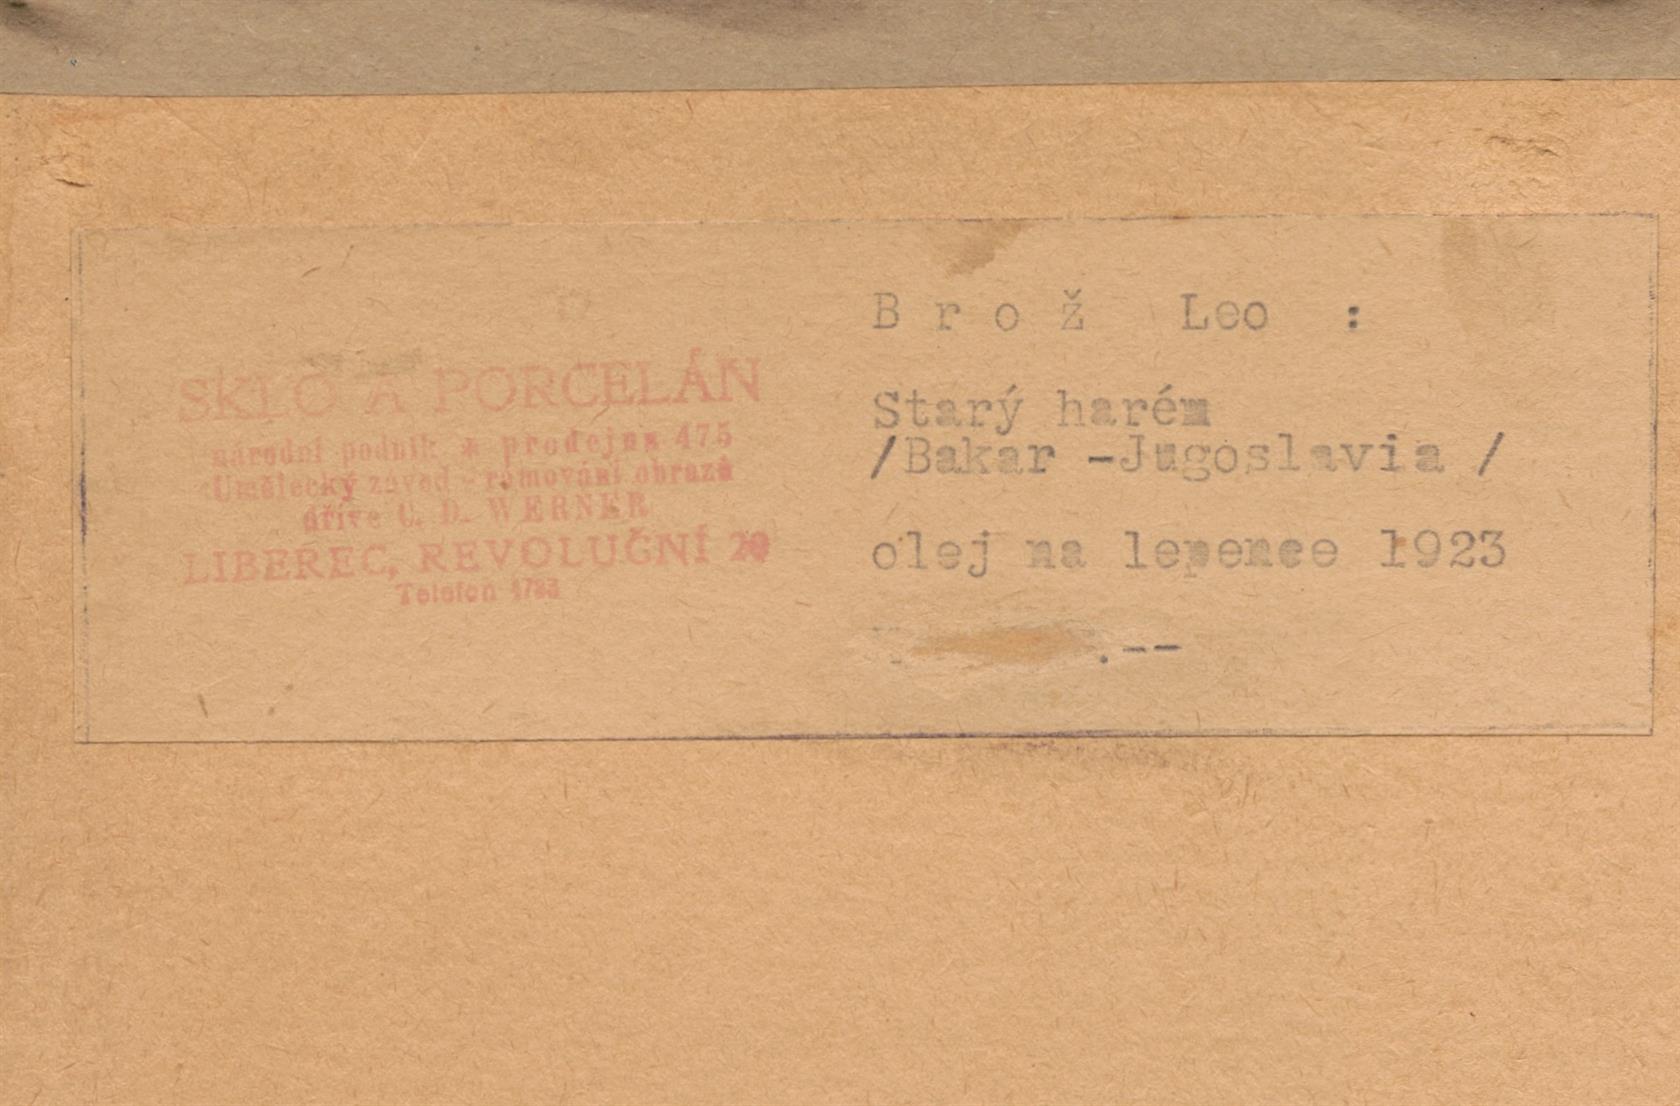 SKLO A PORCELÁN
národní podnik * prodejna 475
Umělecký závod - rámování obrazů
dříve C. D. WERNER
LIBEREC, REVOLUČNÍ 20
Telefon
B r o ž Leo :
Starý harém
/Bakar -Jugoslavia /
olej na lepence 1923
.--